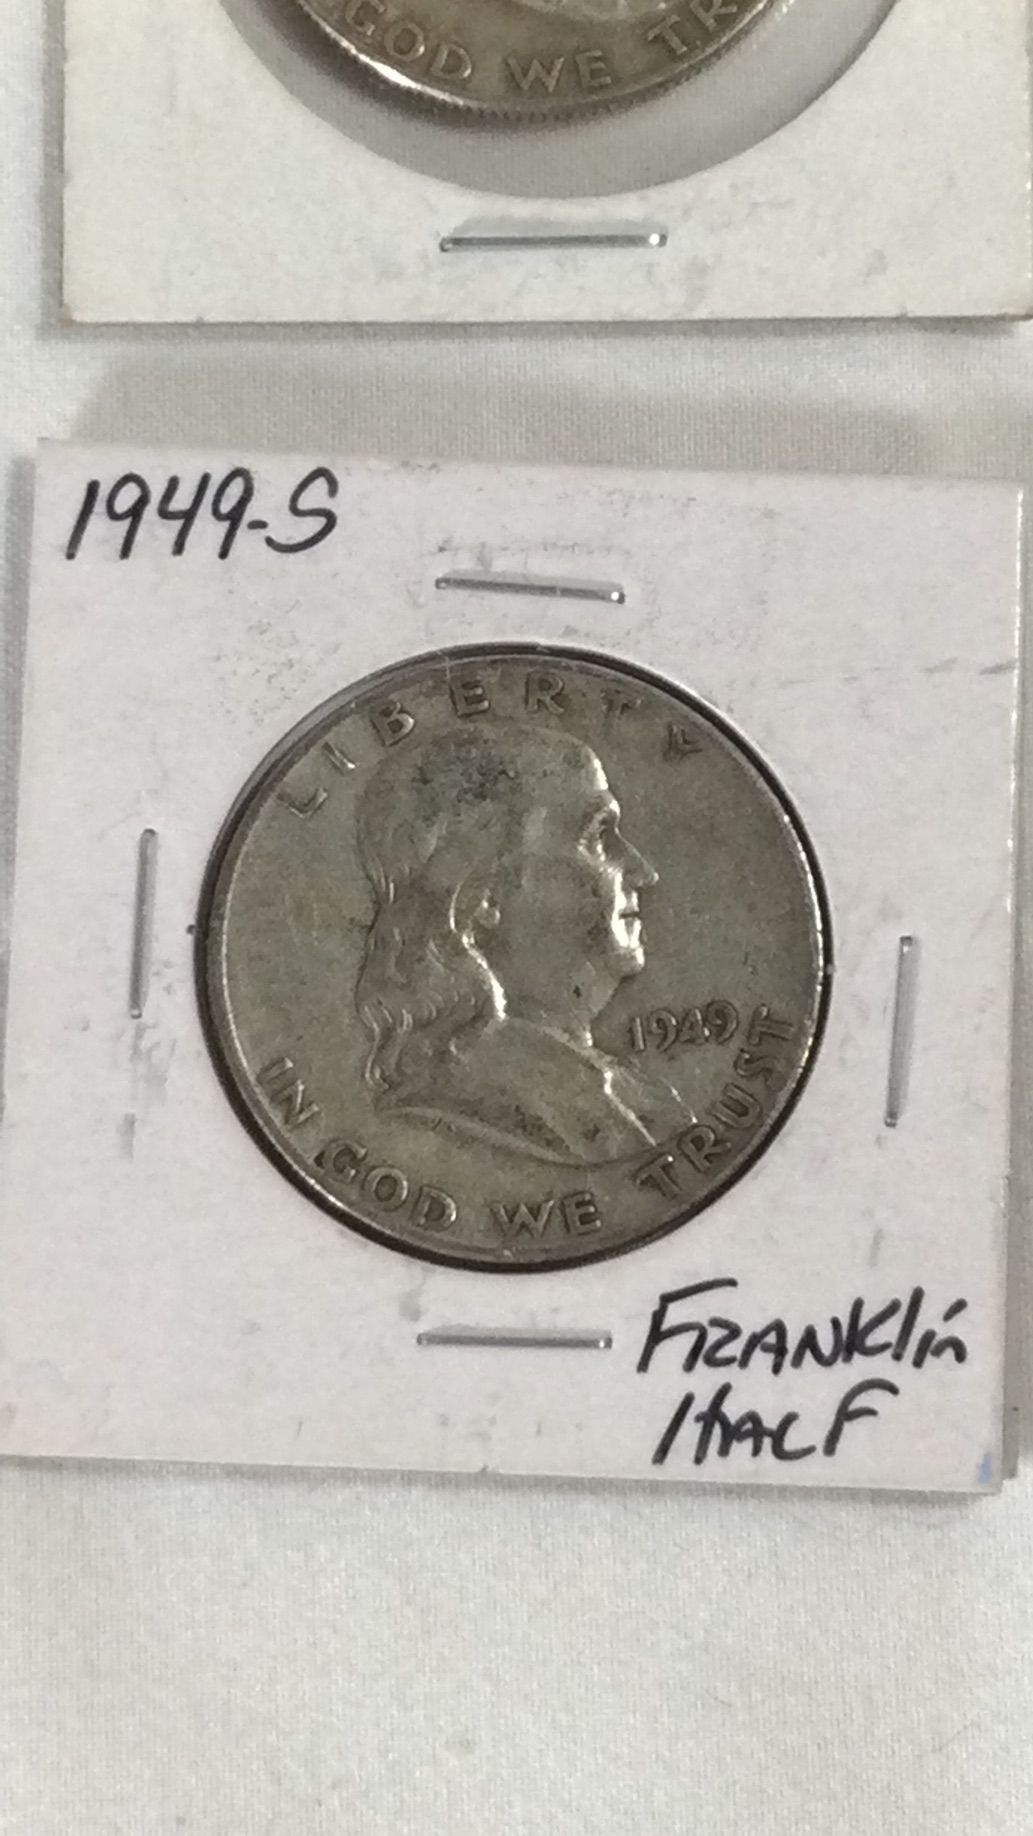 GOD WE TR
1949-S
LIBERTY
1949
IN GOD WE TRUST
FRANKlin
HALF